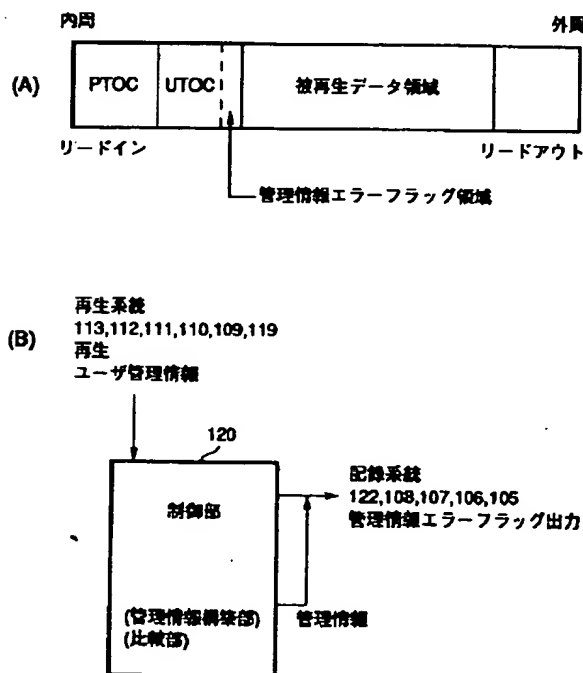 内周
外周
(A)
PTOC
UTOC
被再生データ領域
リードイン
リードアウト
管理情報エラーフラッグ領域
(B)
再生系統
113,112,111,110,109,119
再生
ユーザ管理情報
120
制御部
記録系統
122,108,107,106,105
管理情報エラーフラッグ出力
(管理情報構築部)
(比較部)
管理情報